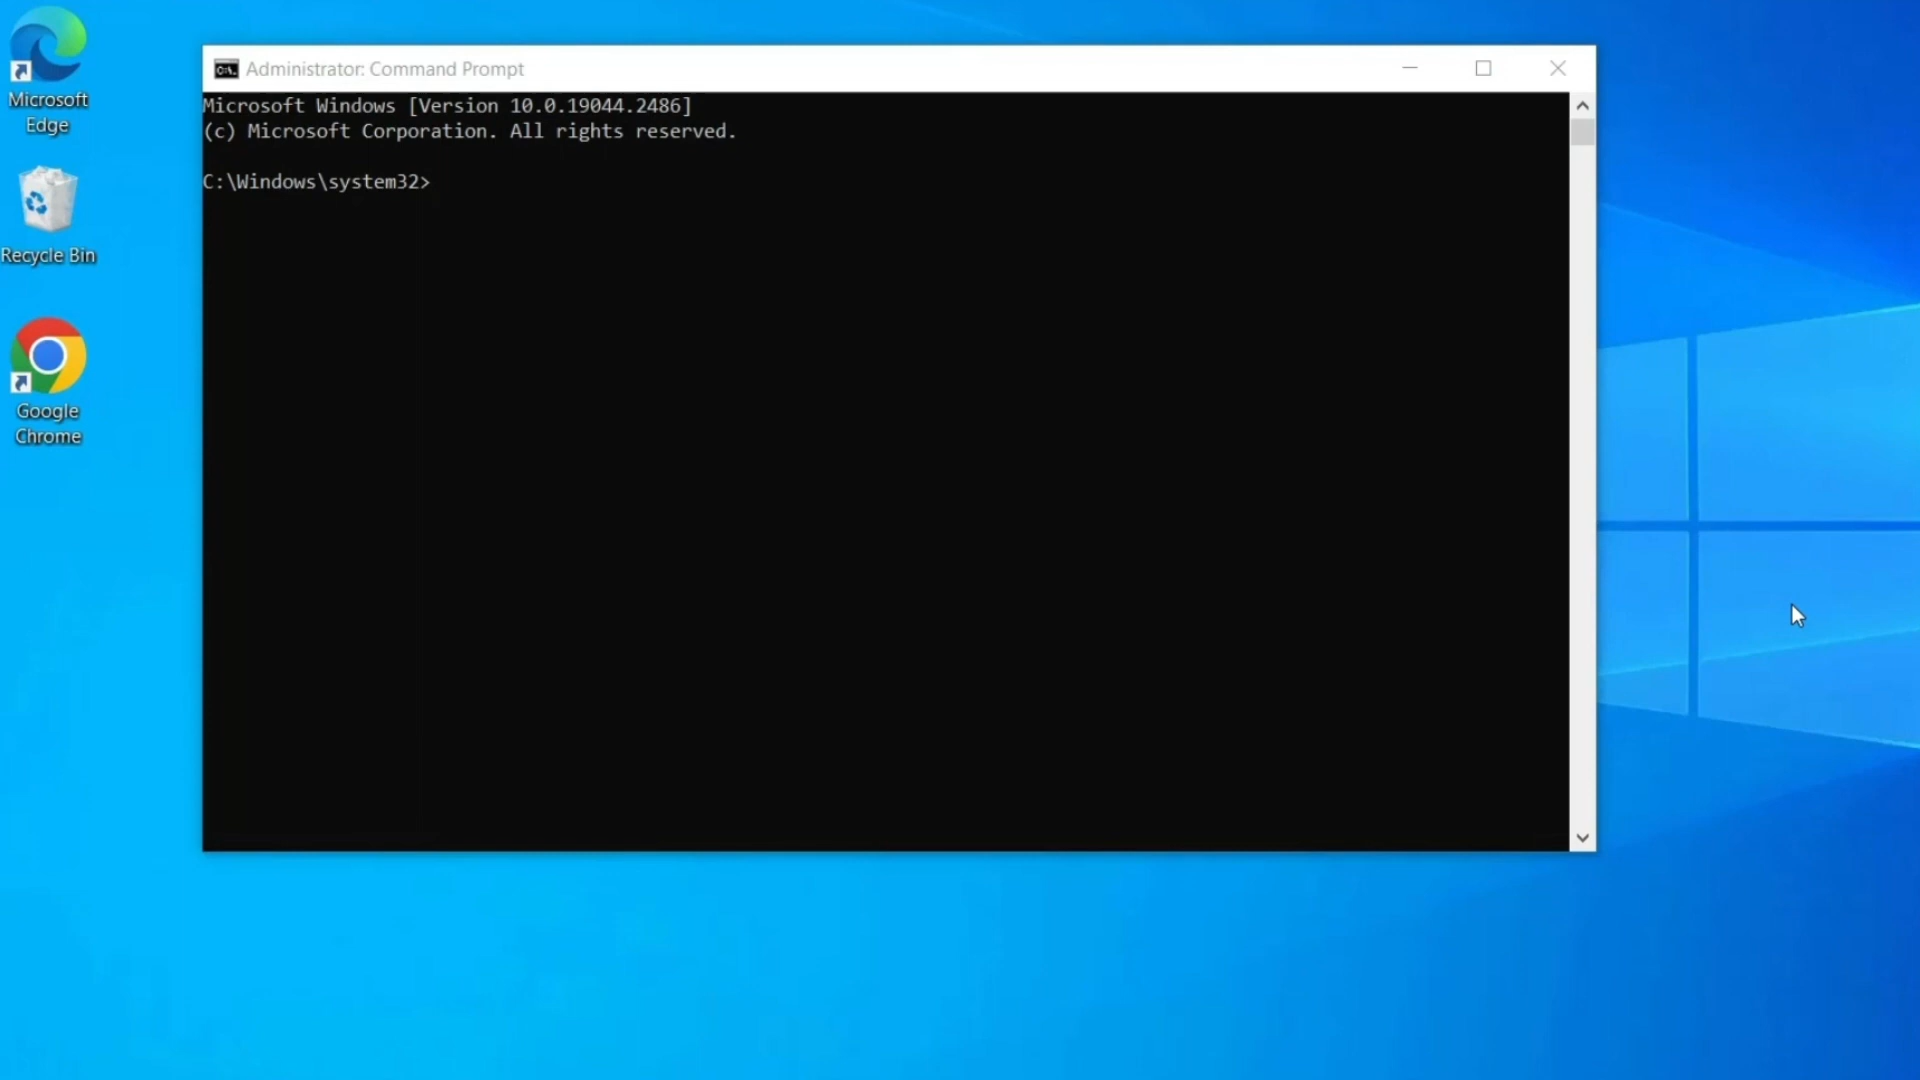 Microsoft
Edge
Recycle Bin
Google
Chrome
Administrator: Command Prompt
Microsoft Windows [Version 10.0.19044.2486]
(c) Microsoft Corporation. All rights reserved.
C:\Windows\system32>